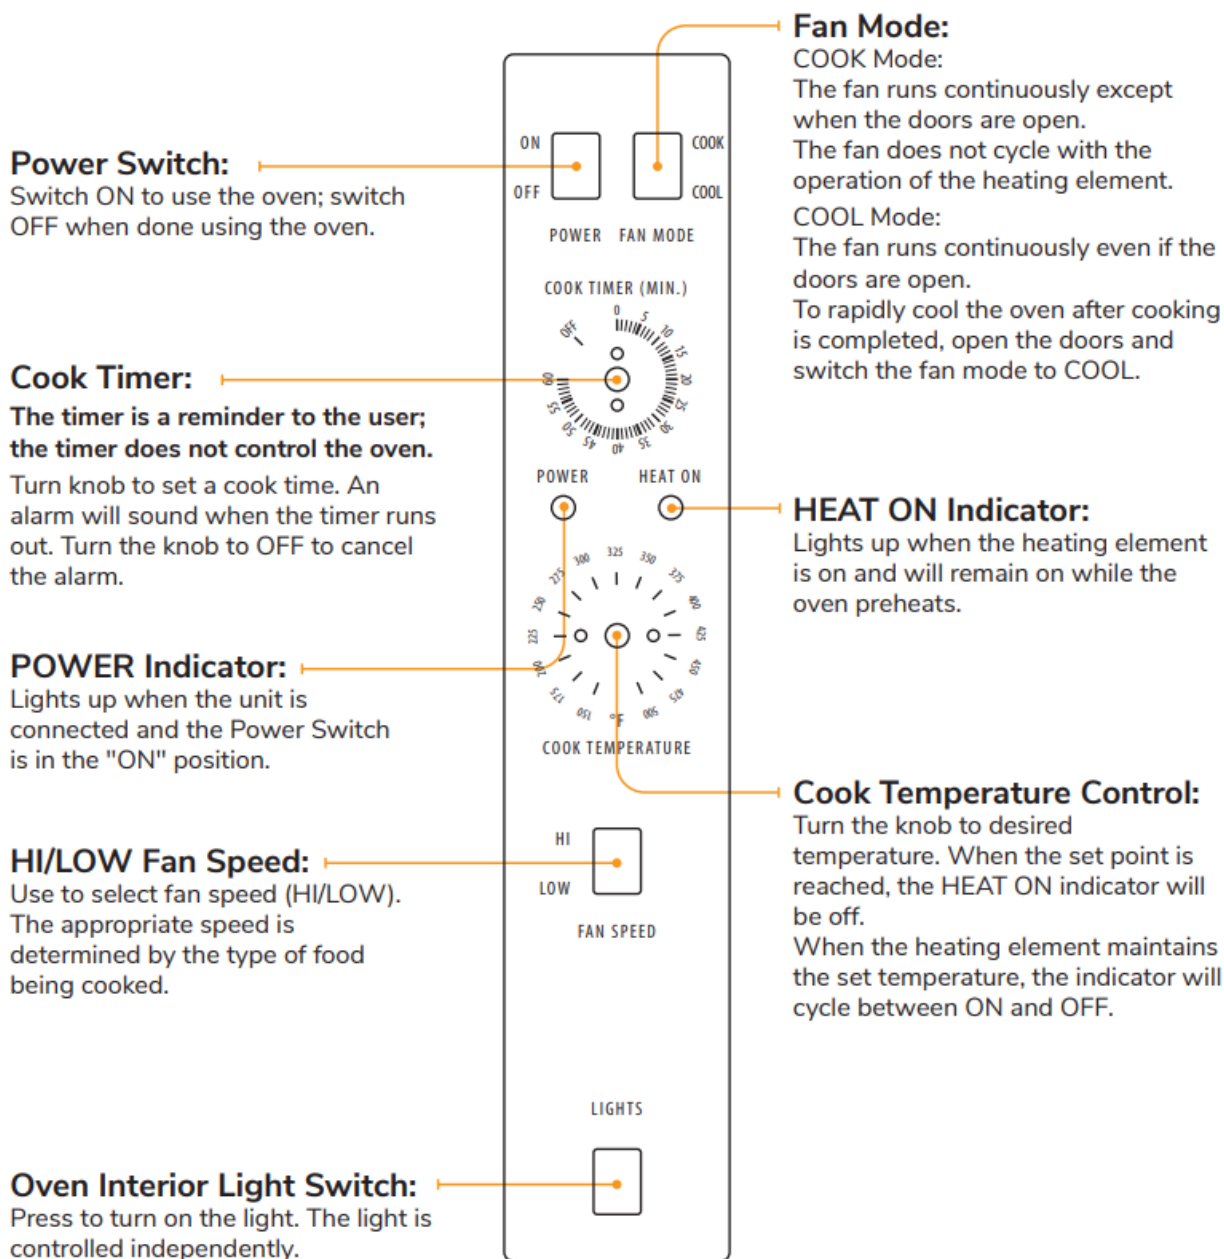 Fan Mode:
COOK Mode:
The fan runs continuously except
when the doors are open.
The fan does not cycle with the
operation of the heating element.
COOL Mode:
The fan runs continuously even if the
doors are open.
To rapidly cool the oven after cooking
is completed, open the doors and
switch the fan mode to COOL.
Power Switch:
Switch ON to use the oven; switch
OFF when done using the oven.
ON
OFF
COOK
COOL
POWER FAN MODE
COOK TIMER (MIN.)
OFF 0 5 10 15 20 25 30 35 40 45 50 55 60
Cook Timer:
The timer is a reminder to the user;
the timer does not control the oven.
Turn knob to set a cook time. An
alarm will sound when the timer runs
out. Turn the knob to OFF to cancel
the alarm.
POWER HEAT ON
HEAT ON Indicator:
Lights up when the heating element
is on and will remain on while the
oven preheats.
150 175 200 225 250 275 300 325 350 375 400 425 450 475 500 °F
COOK TEMPERATURE
POWER Indicator:
Lights up when the unit is
connected and the Power Switch
is in the "ON" position.
Cook Temperature Control:
Turn the knob to desired
temperature. When the set point is
reached, the HEAT ON indicator will
be off.
When the heating element maintains
the set temperature, the indicator will
cycle between ON and OFF.
HI/LOW Fan Speed:
Use to select fan speed (HI/LOW).
The appropriate speed is
determined by the type of food
being cooked.
HI
LOW
FAN SPEED
LIGHTS
Oven Interior Light Switch:
Press to turn on the light. The light is
controlled independently.